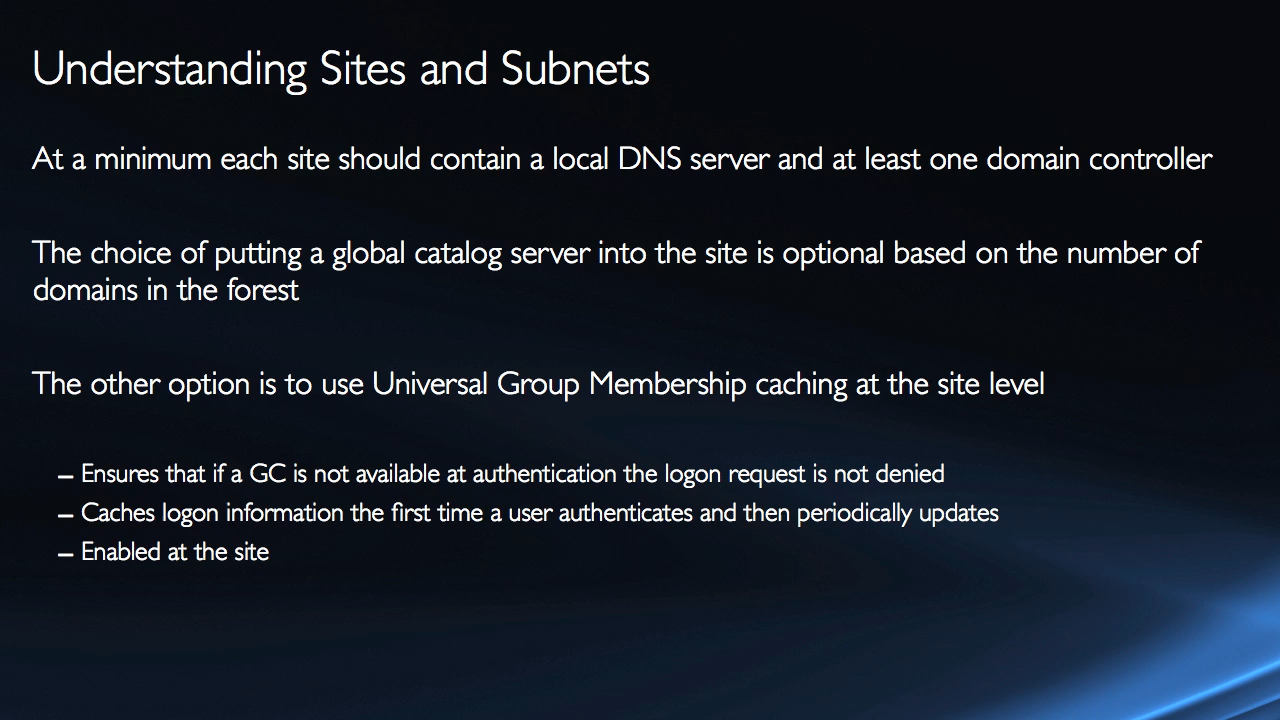 Understanding Sites and Subnets
At a minimum each site should contain a local DNS server and at least one domain controller
The choice of putting a global catalog server into the site is optional based on the number of
domains in the forest
The other option is to use Universal Group Membership caching at the site level
– Ensures that if a GC is not available at authentication the logon request is not denied
– Caches logon information the first time a user authenticates and then periodically updates
– Enabled at the site